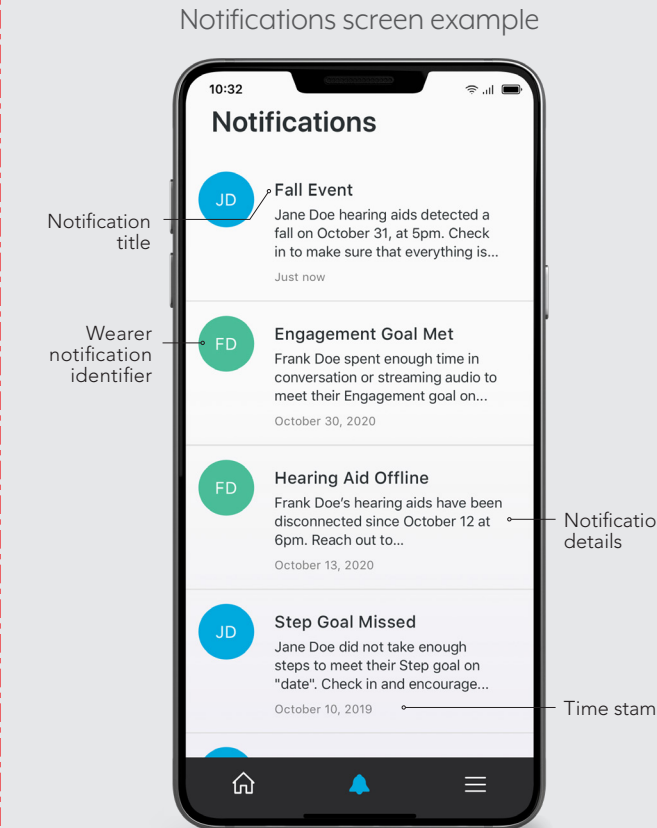 Notifications screen example
10:32
Notifications
JD
Fall Event
Jane Doe hearing aids detected a
fall on October 31, at 5pm. Check
in to make sure that everything is...
Just now
Notification
title
FD
Engagement Goal Met
Frank Doe spent enough time in
conversation or streaming audio to
meet their Engagement goal on...
October 30, 2020
Wearer
notification
identifier
FD
Hearing Aid Offline
Frank Doe's hearing aids have been
disconnected since October 12 at
6pm. Reach out to...
October 13, 2020
Notificatio
details
JD
Step Goal Missed
Jane Doe did not take enough
steps to meet their Step goal on
"date". Check in and encourage...
October 10, 2019
Time stam